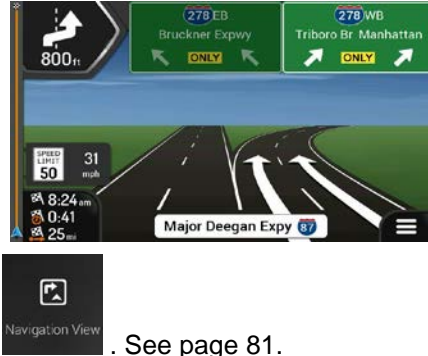 278 EB
Bruckner Expwy
ONLY
278 WB
Triboro Br Manhattan
ONLY
800ft
SPEED LIMIT 50
31 mph
8:24am
0:41
25mi
Major Deegan Expy 87
Navigation View
. See page 81.